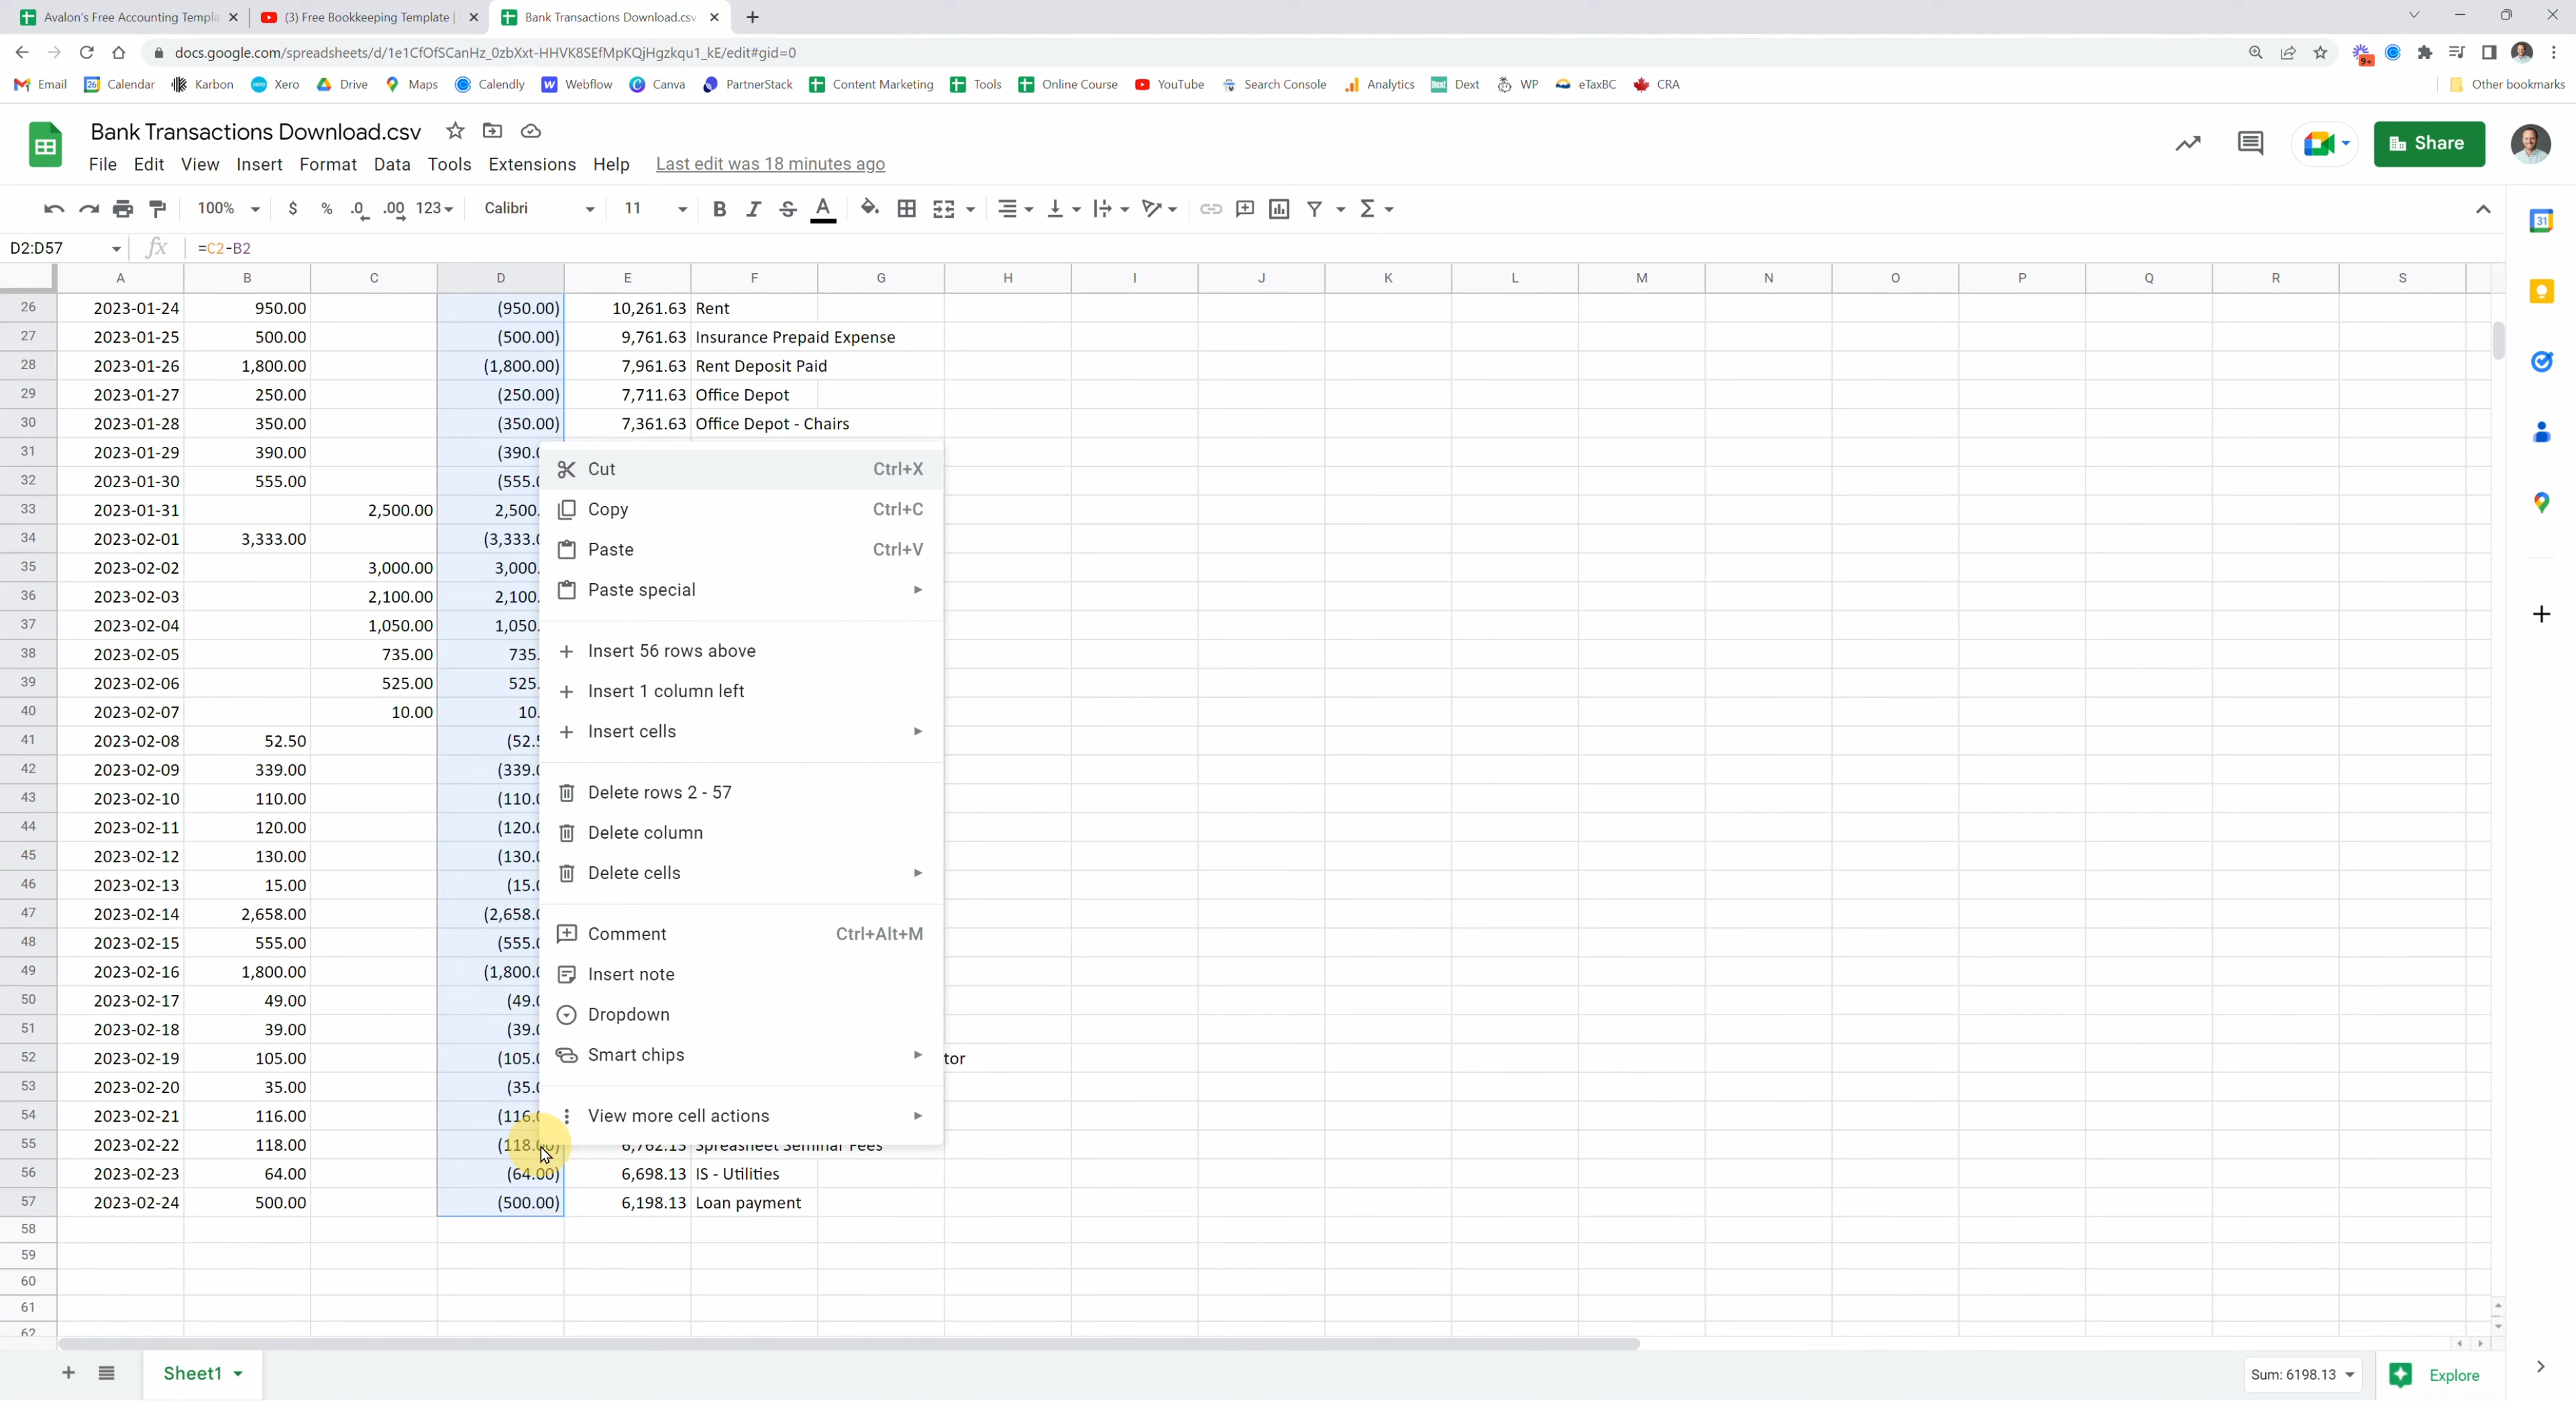 Avalon's Free Accounting Templa
(3) Free Bookkeeping Template |
Bank Transactions Download.csv
docs.google.com/spreadsheets/d/1e1CfOfSCanHz_0zbXxt-HHVK8SEfMpKQjHgzkqu1_kE/edit#gid=0
9+
Email Calendar Karbon Xero Drive Maps Calendly Webflow Canva PartnerStack Content Marketing Tools Online Course YouTube Search Console Analytics Dext WP eTaxBC CRA Other bookmarks
Bank Transactions Download.csv
File Edit View Insert Format Data Tools Extensions Help Last edit was 18 minutes ago
Share
100% $ % .0 .00 123 Calibri 11 B I S A
D2:D57 fx =C2-B2
A B C D E F G H I J K L M N O P Q R S
26 2023-01-24 950.00 (950.00) 10,261.63 Rent
27 2023-01-25 500.00 (500.00) 9,761.63 Insurance Prepaid Expense
28 2023-01-26 1,800.00 (1,800.00) 7,961.63 Rent Deposit Paid
29 2023-01-27 250.00 (250.00) 7,711.63 Office Depot
30 2023-01-28 350.00 (350.00) 7,361.63 Office Depot - Chairs
31 2023-01-29 390.00 (390.0
32 2023-01-30 555.00 (555.0
33 2023-01-31 2,500.00 2,500.
34 2023-02-01 3,333.00 (3,333.0
35 2023-02-02 3,000.00 3,000.
36 2023-02-03 2,100.00 2,100.
37 2023-02-04 1,050.00 1,050.
38 2023-02-05 735.00 735.
39 2023-02-06 525.00 525.
40 2023-02-07 10.00 10.
41 2023-02-08 52.50 (52.5
42 2023-02-09 339.00 (339.0
43 2023-02-10 110.00 (110.0
44 2023-02-11 120.00 (120.0
45 2023-02-12 130.00 (130.0
46 2023-02-13 15.00 (15.0
47 2023-02-14 2,658.00 (2,658.0
48 2023-02-15 555.00 (555.0
49 2023-02-16 1,800.00 (1,800.0
50 2023-02-17 49.00 (49.0
51 2023-02-18 39.00 (39.0
52 2023-02-19 105.00 (105.0 tor
53 2023-02-20 35.00 (35.0
54 2023-02-21 116.00 (116.0
55 2023-02-22 118.00 (118.00) 6,762.13 Spreasheet Seminar Fees
56 2023-02-23 64.00 (64.00) 6,698.13 IS - Utilities
57 2023-02-24 500.00 (500.00) 6,198.13 Loan payment
58
59
60
61
62
Cut Ctrl+X
Copy Ctrl+C
Paste Ctrl+V
Paste special
Insert 56 rows above
Insert 1 column left
Insert cells
Delete rows 2 - 57
Delete column
Delete cells
Comment Ctrl+Alt+M
Insert note
Dropdown
Smart chips
View more cell actions
Sheet1
Sum: 6198.13
Explore
31